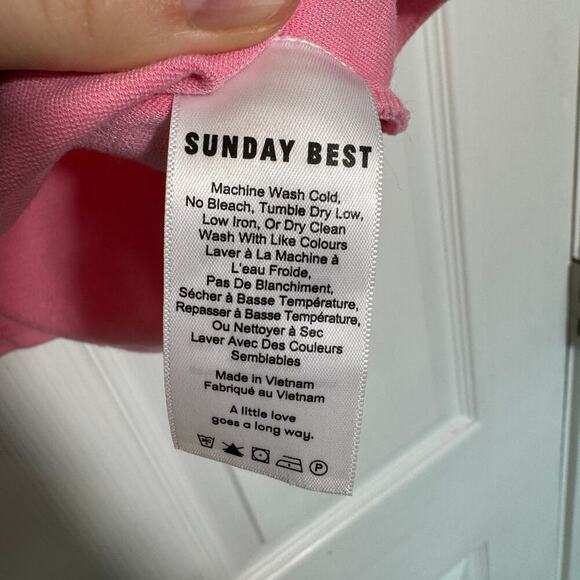 SUNDAY BEST
Machine Wash Cold,
No Bleach, Tumble Dry Low,
Low Iron, Or Dry Clean
Wash With Like Colours
Laver à La Machine à
L'eau Froide,
Pas De Blanchiment,
Sécher à Basse Température,
Repasser à Basse Température,
Ou Nettoyer à Sec
Laver Avec Des Couleurs
Semblables
Made in Vietnam
Fabriqué au Vietnam
A little love
goes a long way.
P